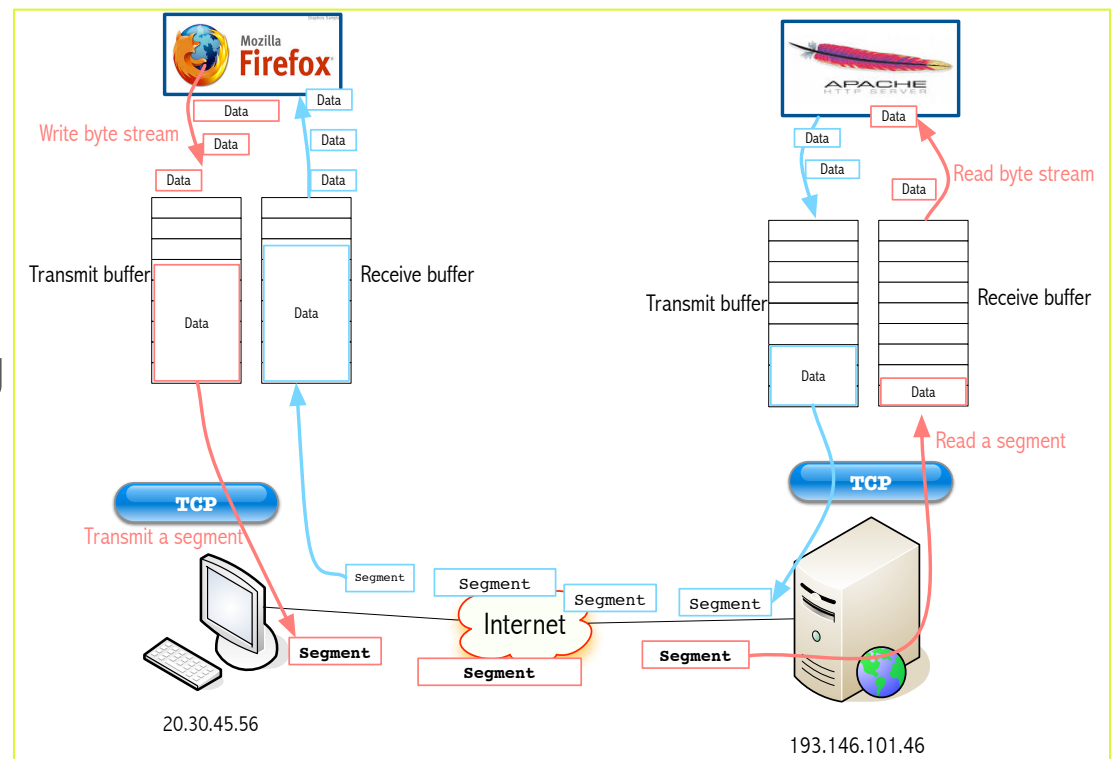 Mozilla
Firefox
Data
Data
Write byte stream
Data
Data
Data
Data
Data
Transmit buffer
Receive buffer
Data
Data
TCP
Transmit a segment
Segment
Segment
20.30.45.56
Segment
Segment
Internet
Segment
APACHE
HTTP SERVER
Data
Data
Data
Read byte stream
Data
Transmit buffer
Receive buffer
Data
Data
Read a segment
TCP
Segment
Segment
193.146.101.46